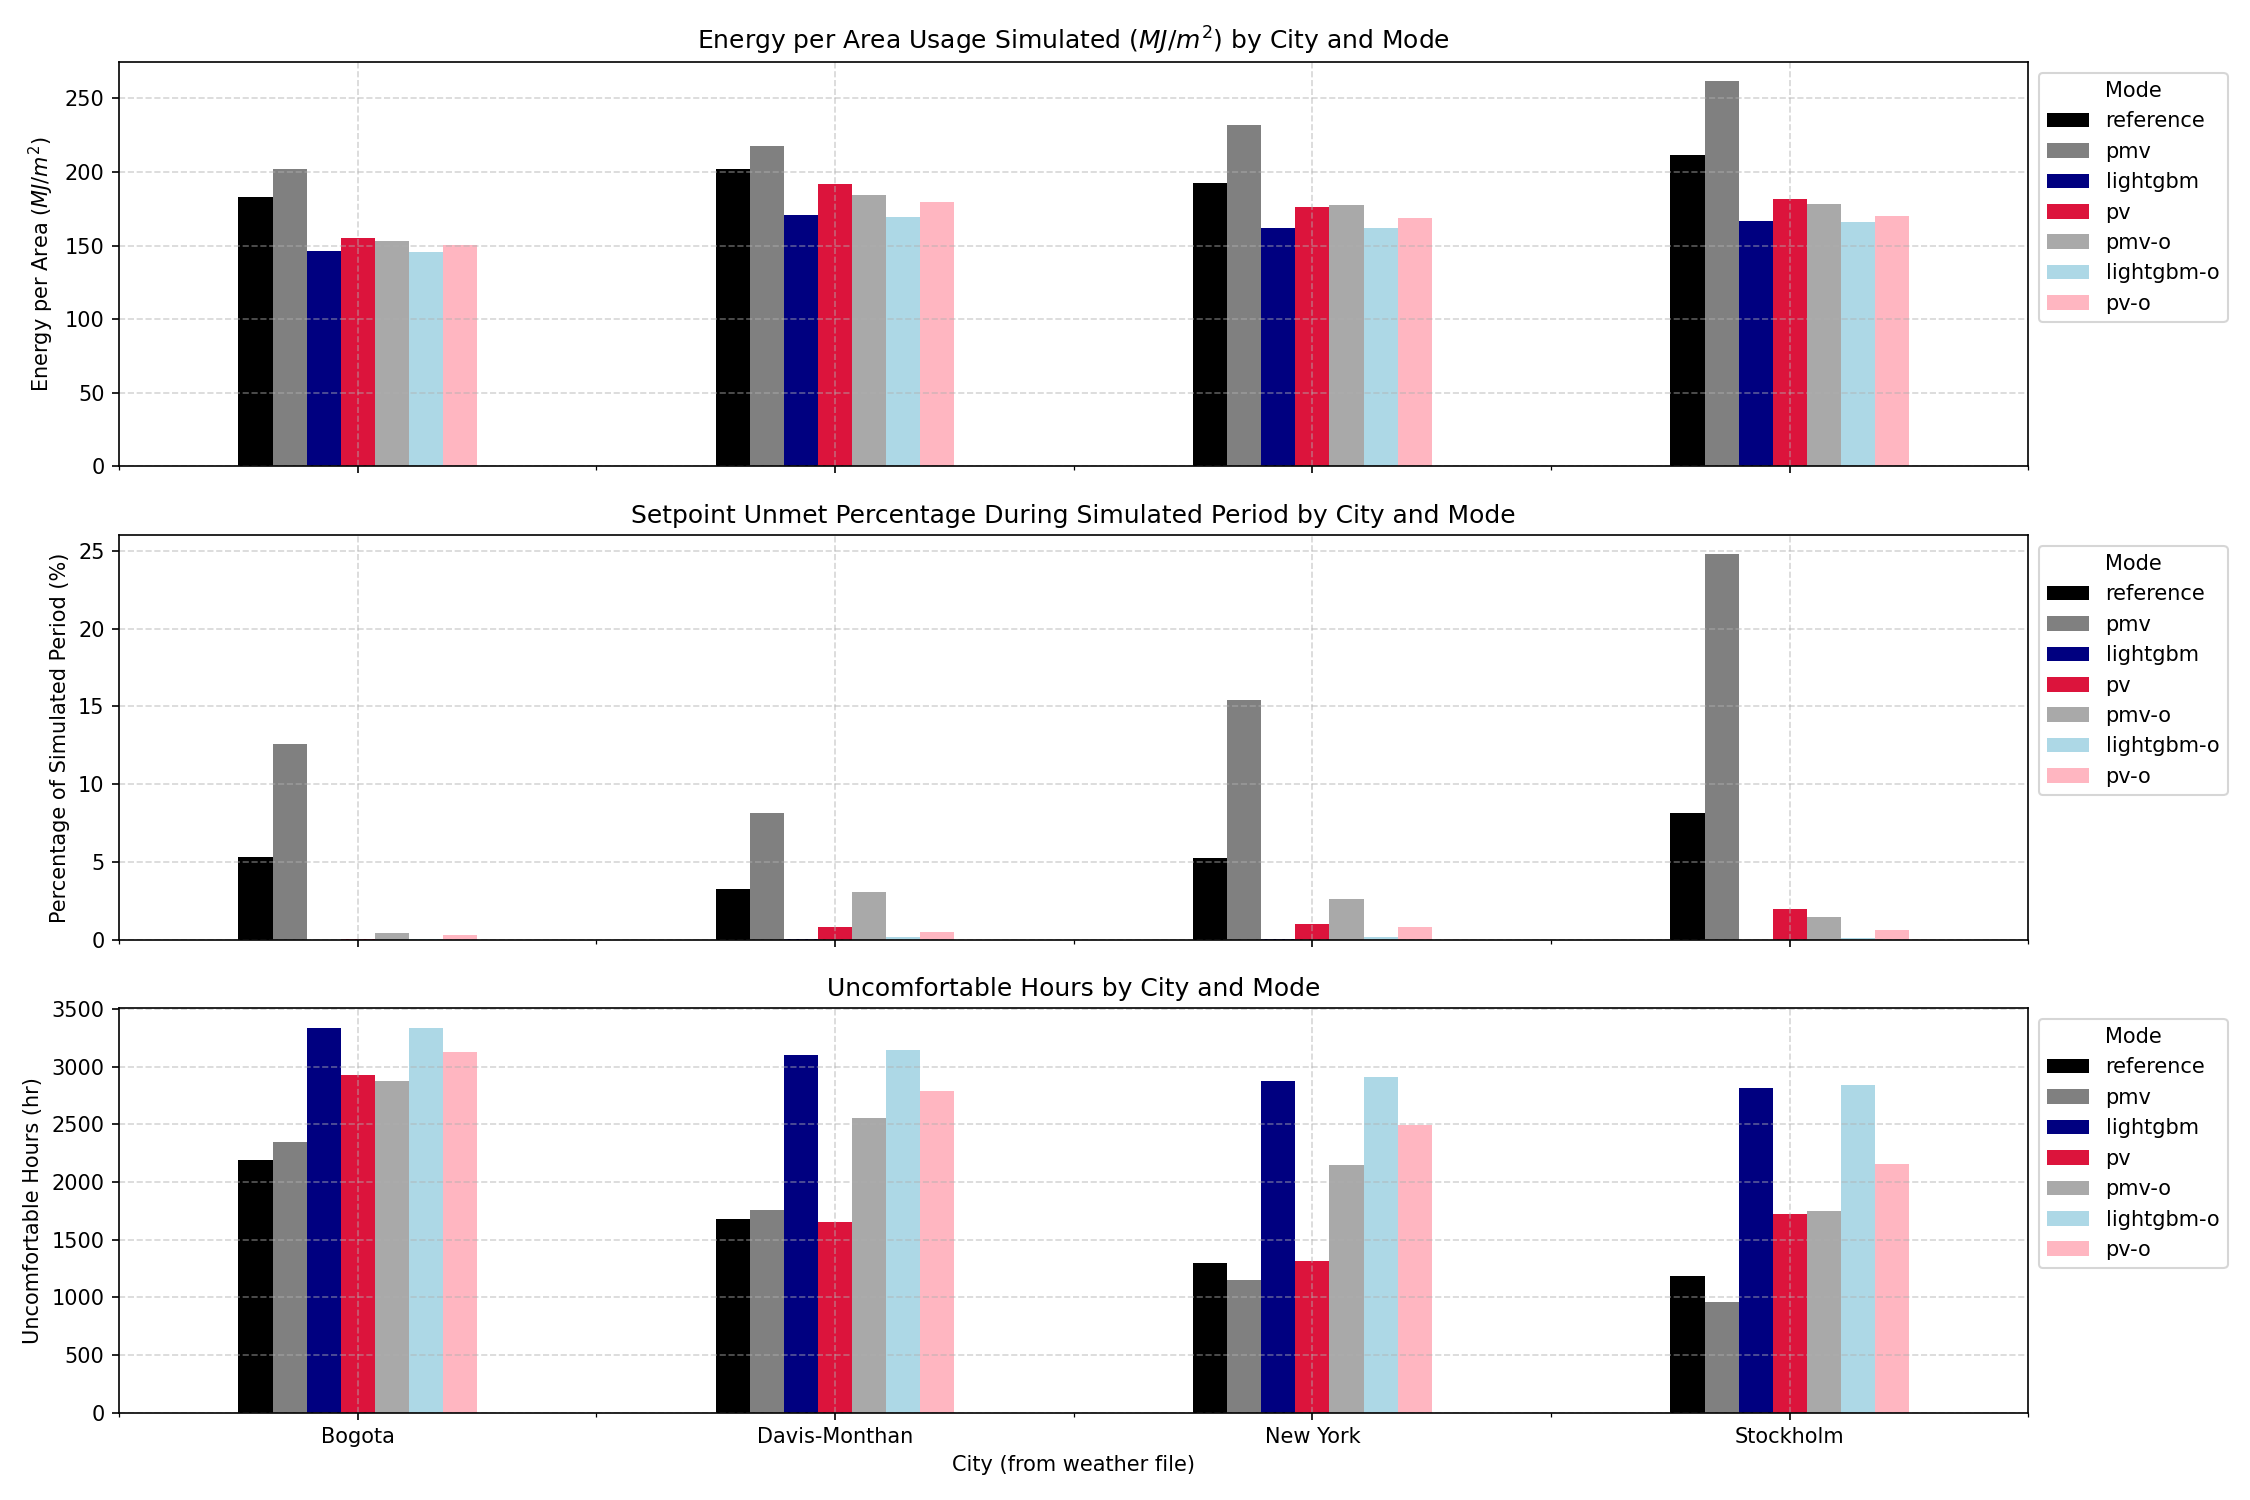 Energy per Area Usage Simulated (MJ/m²) by City and Mode
Energy per Area (MJ/m²)
250
200
150
100
50
0
Mode
reference
pmv
lightgbm
pv
pmv-o
lightgbm-o
pv-o
Setpoint Unmet Percentage During Simulated Period by City and Mode
Percentage of Simulated Period (%)
25
20
15
10
5
0
Mode
reference
pmv
lightgbm
pv
pmv-o
lightgbm-o
pv-o
Uncomfortable Hours by City and Mode
Uncomfortable Hours (hr)
3500
3000
2500
2000
1500
1000
500
0
Mode
reference
pmv
lightgbm
pv
pmv-o
lightgbm-o
pv-o
Bogota
Davis-Monthan
New York
Stockholm
City (from weather file)